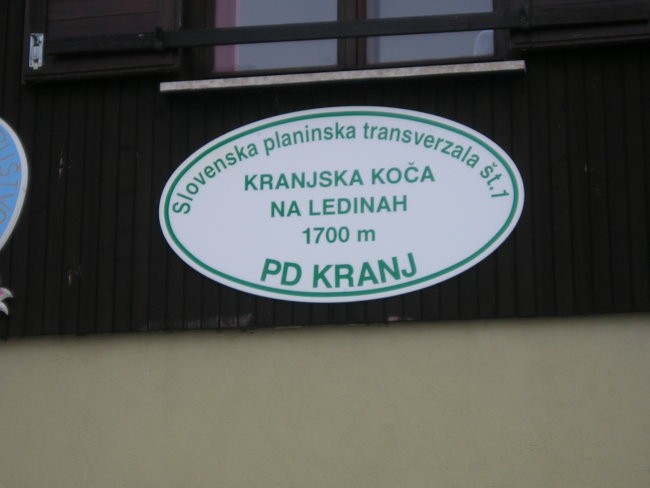 Slovenska planinska transverzala št.1
KRANJSKA KOČA
NA LEDINAH
1700 m
PD KRANJ